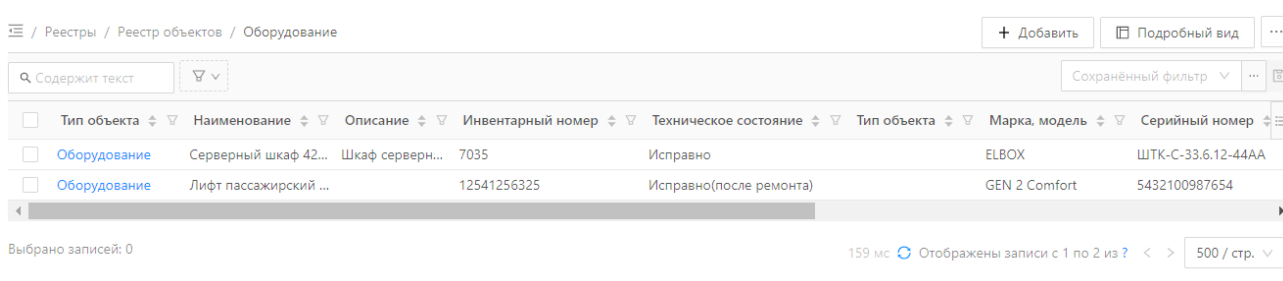 / Реестры / Реестр объектов / Оборудование + Добавить Подробный вид ...
Содержит текст Сохранённый фильтр ...
Тип объекта Наименование Описание Инвентарный номер Техническое состояние Тип объекта Марка, модель Серийный номер
Оборудование Серверный шкаф 42... Шкаф серверн... 7035 Исправно ELBOX ШТК-С-33.6.12-44АА
Оборудование Лифт пассажирский ... 12541256325 Исправно(после ремонта) GEN 2 Comfort 5432100987654
Выбрано записей: 0 159 мс Отображены записи с 1 по 2 из ? < > 500 / стр.